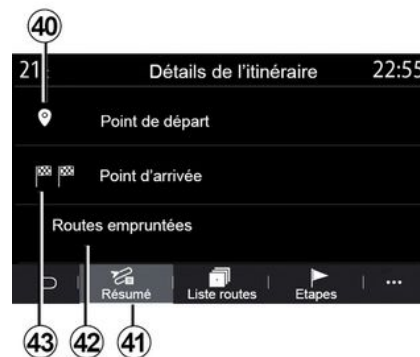 40
21 Détails de l'itinéraire 22:55
Point de départ
Point d'arrivée
Routes empruntées
Résumé Liste routes Etapes ...
43 42 41